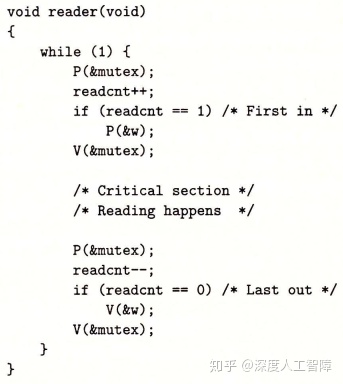 void reader(void)
{
    while (1) {
        P(&mutex);
        readcnt++;
        if (readcnt == 1) /* First in */
            P(&w);
        V(&mutex);

        /* Critical section */
        /* Reading happens  */

        P(&mutex);
        readcnt--;
        if (readcnt == 0) /* Last out */
            V(&w);
        V(&mutex);
    }
}
知乎 @深度人工智障